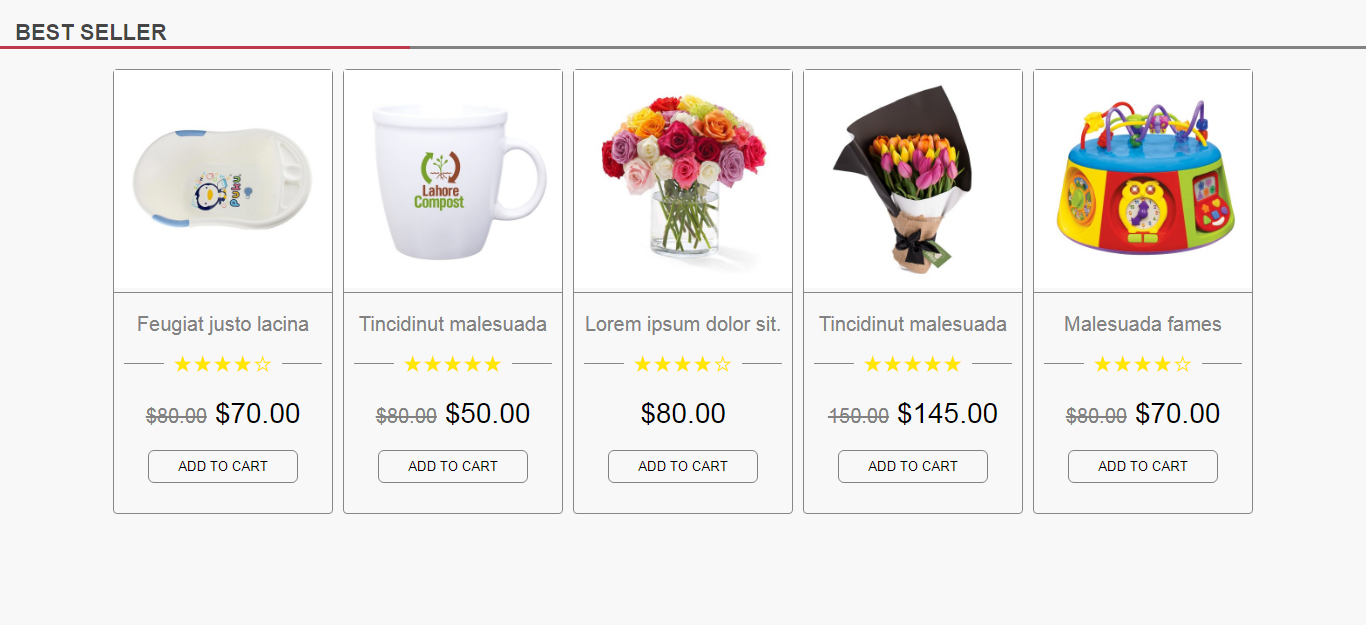 BEST SELLER
PUKU
Lahore
Compost
Feugiat justo lacina
Tincidinut malesuada
Lorem ipsum dolor sit.
Tincidinut malesuada
Malesuada fames
★★★★☆
★★★★★
★★★★☆
★★★★★
★★★★☆
$80.00 $70.00
$80.00 $50.00
$80.00
150.00 $145.00
$80.00 $70.00
ADD TO CART
ADD TO CART
ADD TO CART
ADD TO CART
ADD TO CART